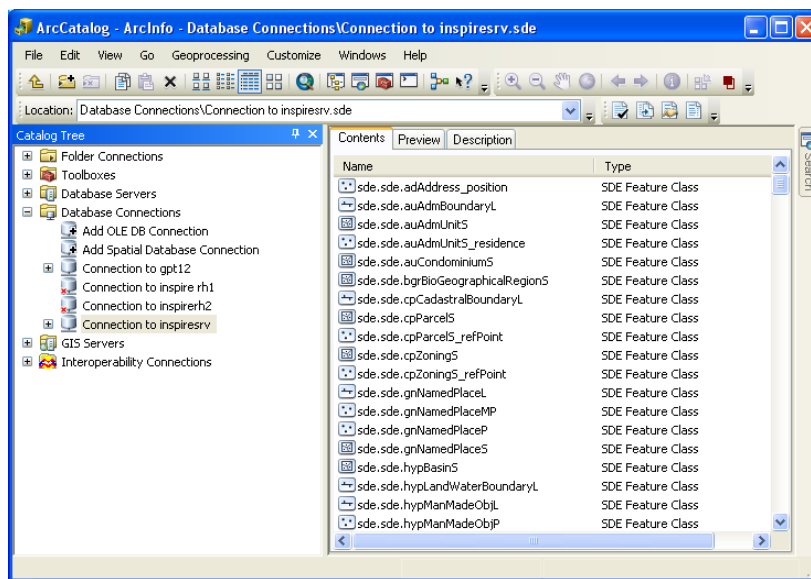 ArcCatalog - ArcInfo - Database Connections\Connection to inspiresrv.sde
File Edit View Go Geoprocessing Customize Windows Help
Location: Database Connections\Connection to inspiresrv.sde
Catalog Tree
Folder Connections
Toolboxes
Database Servers
Database Connections
Add OLE DB Connection
Add Spatial Database Connection
Connection to gpt12
Connection to inspire rh1
Connection to inspirerh2
Connection to inspiresrv
GIS Servers
Interoperability Connections
Contents Preview Description
Name Type
sde.sde.adAddress_position SDE Feature Class
sde.sde.auAdmBoundaryL SDE Feature Class
sde.sde.auAdmUnitS SDE Feature Class
sde.sde.auAdmUnitS_residence SDE Feature Class
sde.sde.auCondominiumS SDE Feature Class
sde.sde.bgrBioGeographicalRegionS SDE Feature Class
sde.sde.cpCadastralBoundaryL SDE Feature Class
sde.sde.cpParcelS SDE Feature Class
sde.sde.cpParcelS_refPoint SDE Feature Class
sde.sde.cpZoningS SDE Feature Class
sde.sde.cpZoningS_refPoint SDE Feature Class
sde.sde.gnNamedPlaceL SDE Feature Class
sde.sde.gnNamedPlaceMP SDE Feature Class
sde.sde.gnNamedPlaceP SDE Feature Class
sde.sde.gnNamedPlaceS SDE Feature Class
sde.sde.hypBasinS SDE Feature Class
sde.sde.hypLandWaterBoundaryL SDE Feature Class
sde.sde.hypManMadeObjL SDE Feature Class
sde.sde.hypManMadeObjP SDE Feature Class
Search